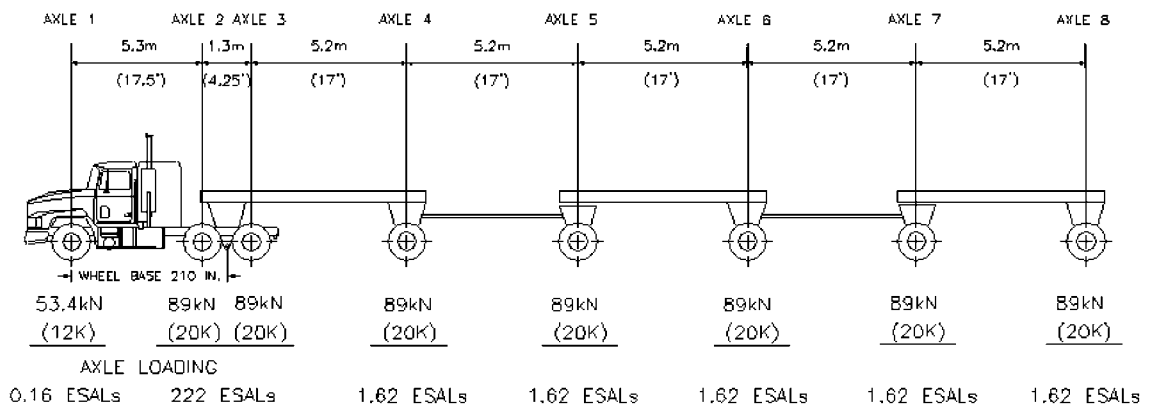 AXLE 1 AXLE 2 AXLE 3 AXLE 4 AXLE 5 AXLE 6 AXLE 7 AXLE 8
5.3m 1.3m 5.2m 5.2m 5.2m 5.2m 5.2m
(17.5') (4.25') (17') (17') (17') (17') (17')
WHEEL BASE 210 IN.
53.4kN 89kN 89kN 89kN 89kN 89kN 89kN 89kN
(12K) (20K) (20K) (20K) (20K) (20K) (20K) (20K)
AXLE LOADING
0.16 ESALs 222 ESALs 1.62 ESALs 1.62 ESALs 1.62 ESALs 1.62 ESALs 1.62 ESALs